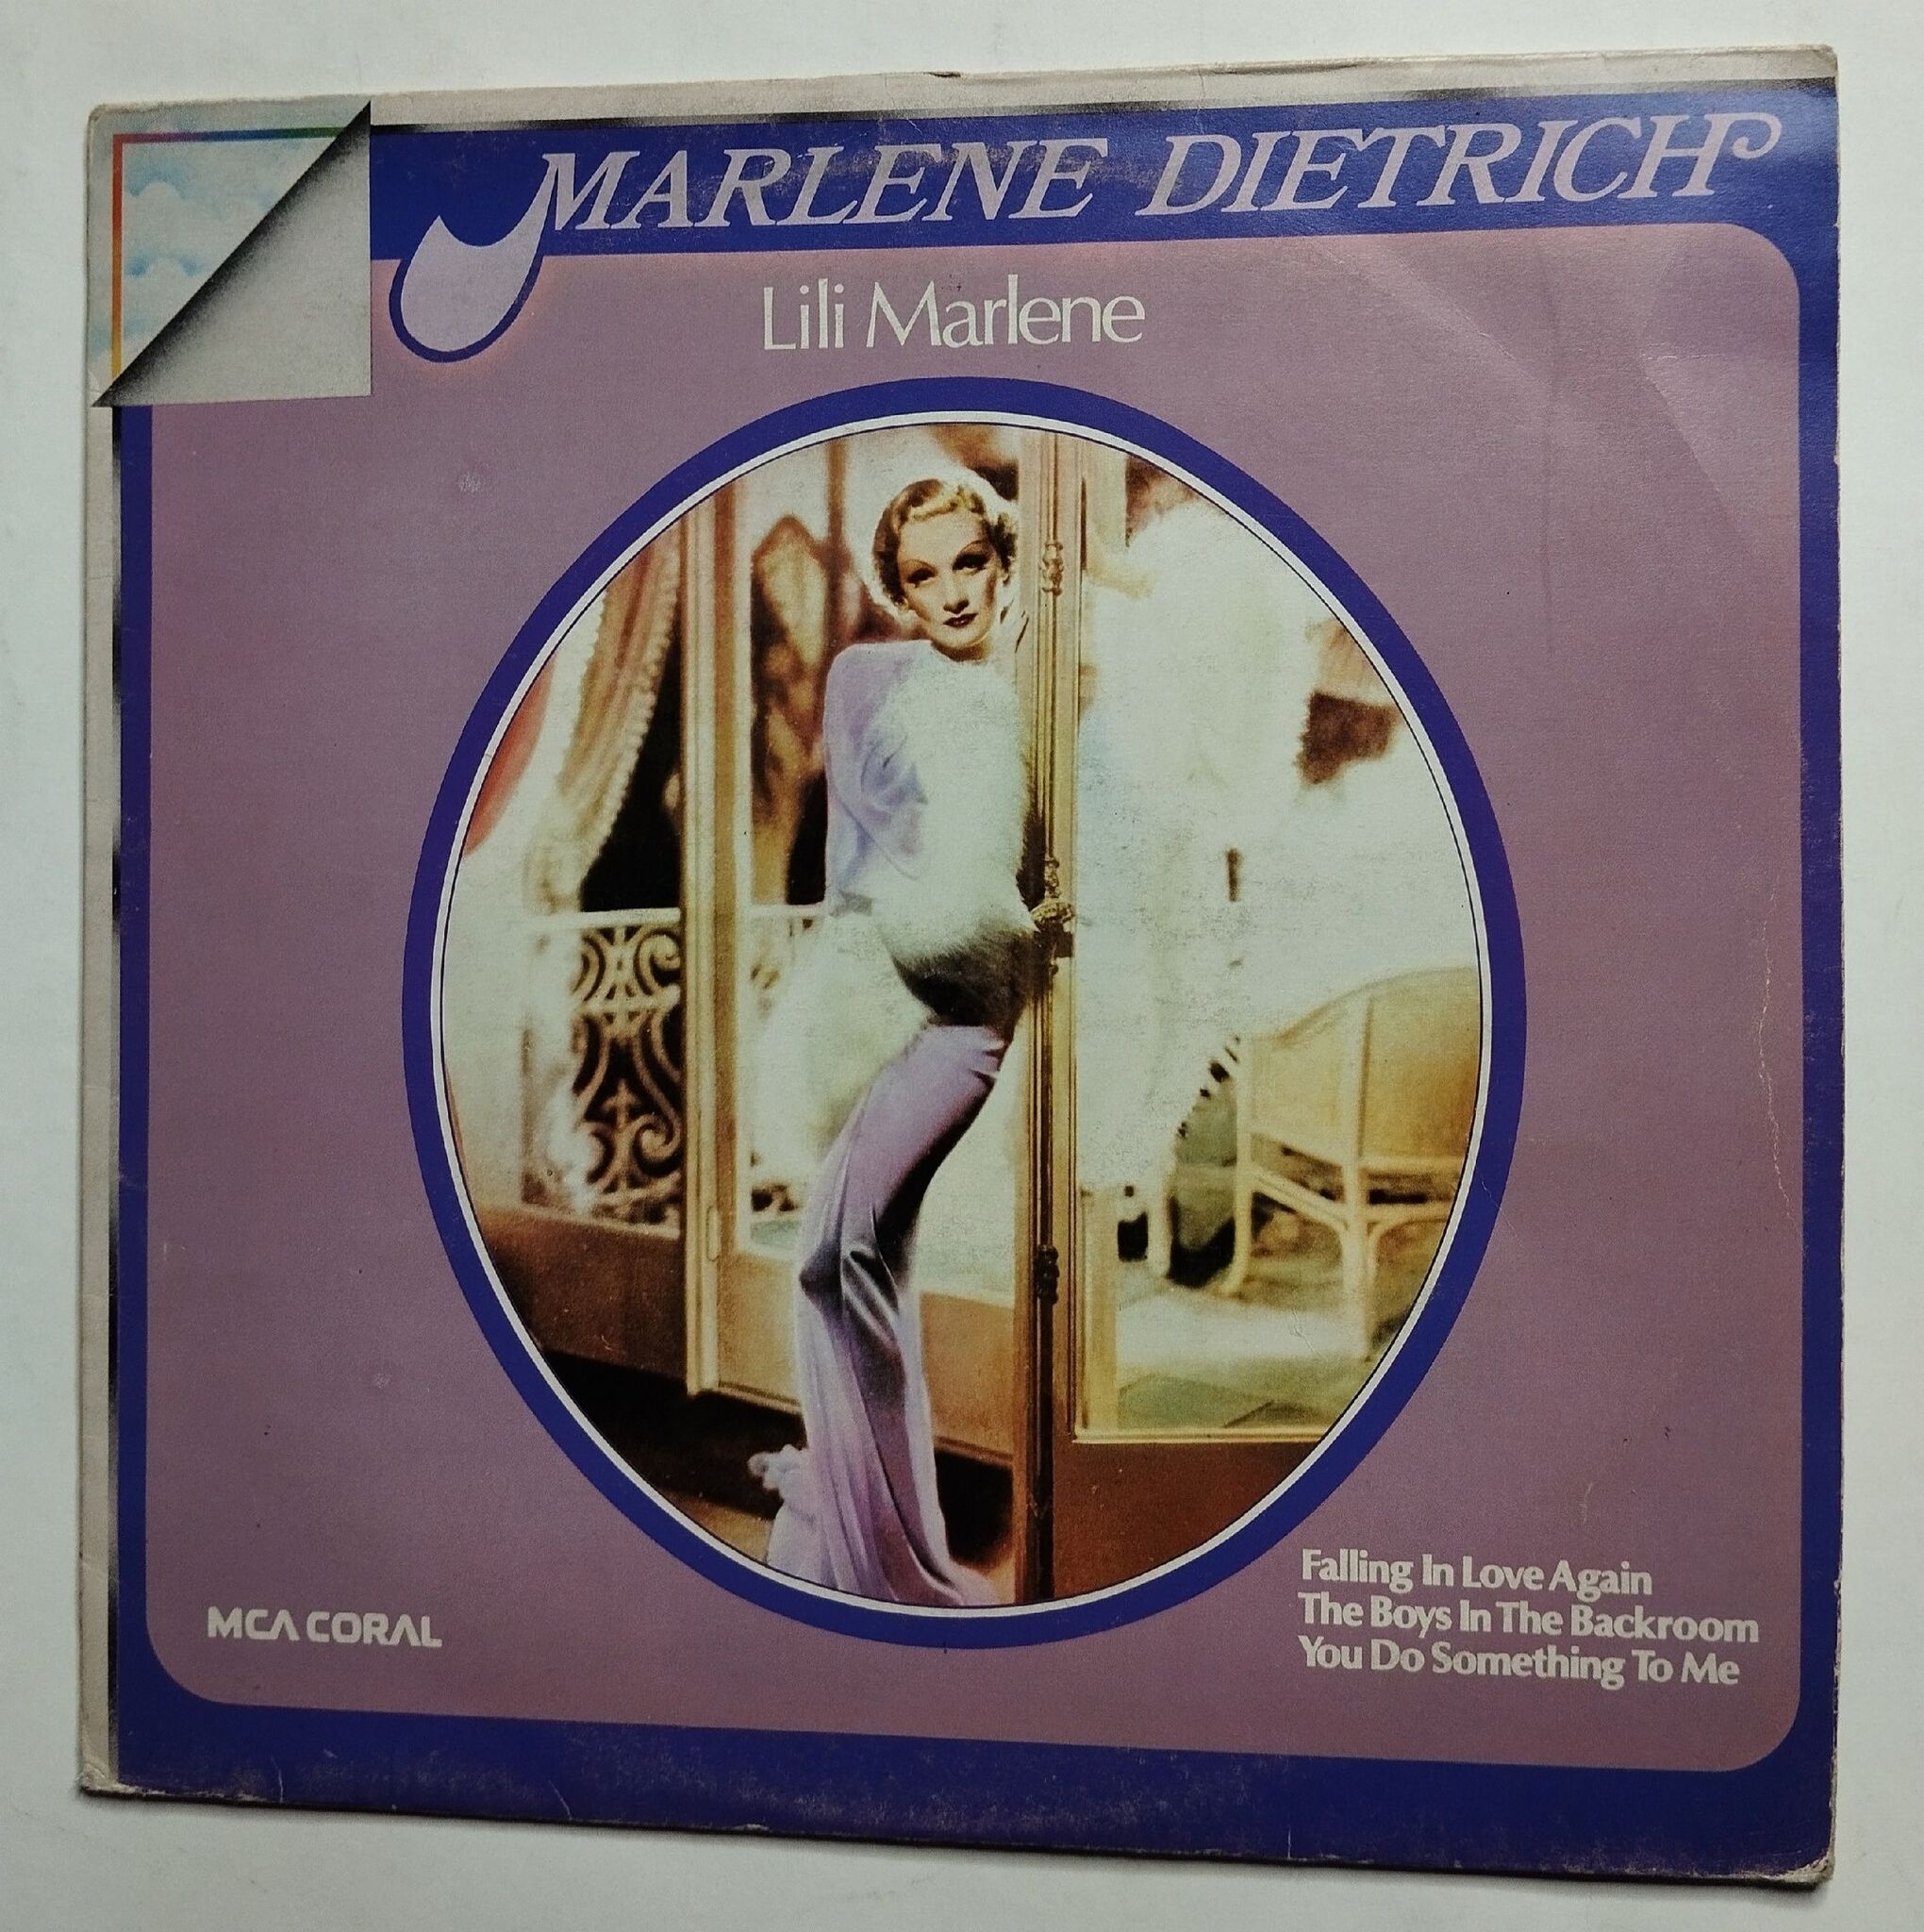 MARLENE DIETRICH
Lili Marlene
Falling In Love Again
The Boys In The Backroom
You Do Something To Me
MCA CORAL